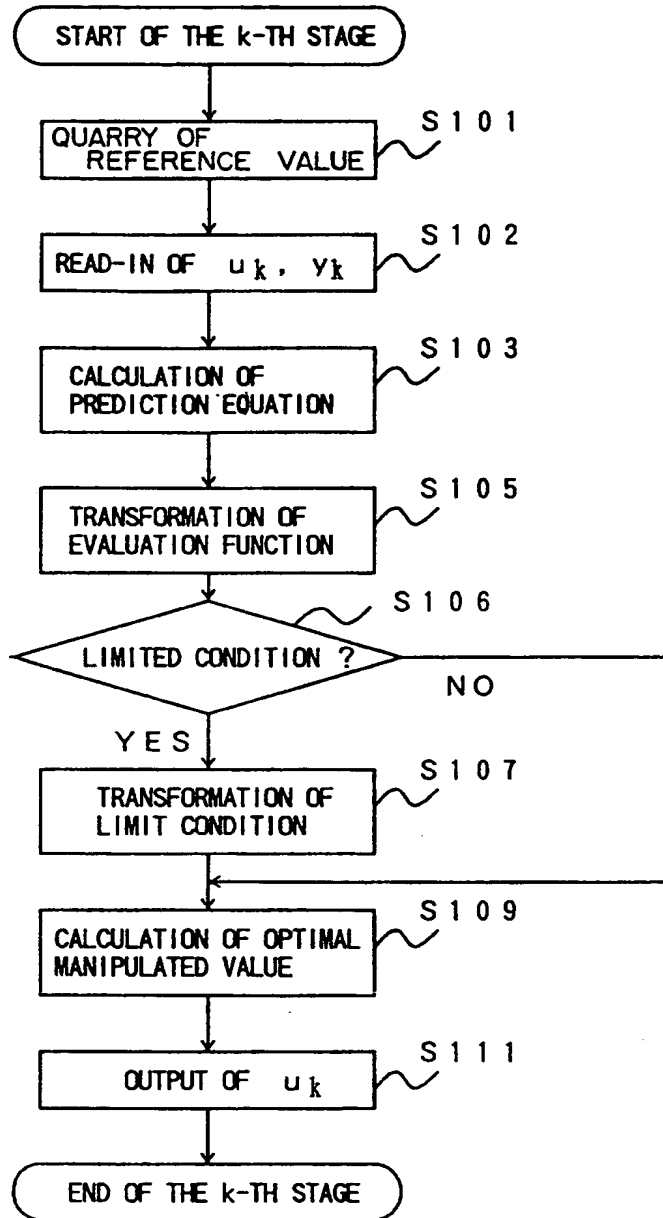 START OF THE k-TH STAGE
S101
QUARRY OF
REFERENCE VALUE
S102
READ-IN OF uk, yk
S103
CALCULATION OF
PREDICTION EQUATION
S105
TRANSFORMATION OF
EVALUATION FUNCTION
S106
LIMITED CONDITION ?
NO
YES
S107
TRANSFORMATION OF
LIMIT CONDITION
S109
CALCULATION OF OPTIMAL
MANIPULATED VALUE
S111
OUTPUT OF uk
END OF THE k-TH STAGE